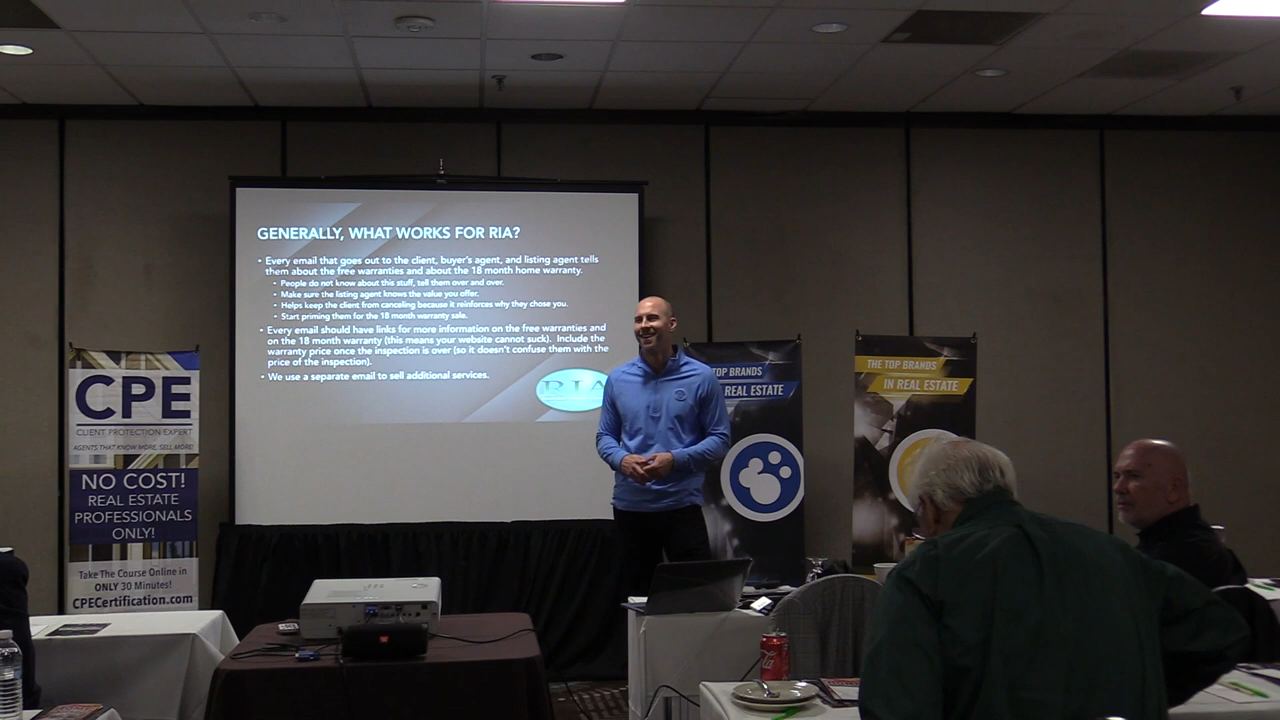 GENERALLY, WHAT WORKS FOR RIA?
• Every email that goes out to the client, buyer's agent, and listing agent tells
them about the free warranties and about the 18 month home warranty.
• People do not know about this stuff, tell them over and over.
• Make sure the listing agent knows the value you offer.
• Helps keep the client from canceling because it reinforces why they chose you.
• Start priming them for the 18 month warranty sale.
• Every email should have links for more information on the free warranties and
on the 18 month warranty (this means your website cannot suck). Include the
warranty price once the inspection is over (so it doesn't confuse them with the
price of the inspection).
• We use a separate email to sell additional services.
RIA
CPE
CLIENT PROTECTION EXPERT
AGENTS THAT KNOW MORE, SELL MORE!
NO COST!
REAL ESTATE
PROFESSIONALS
ONLY!
Take The Course Online in
ONLY 30 Minutes!
CPECertification.com
TOP BRANDS
REAL ESTATE
THE TOP BRANDS
IN REAL ESTATE